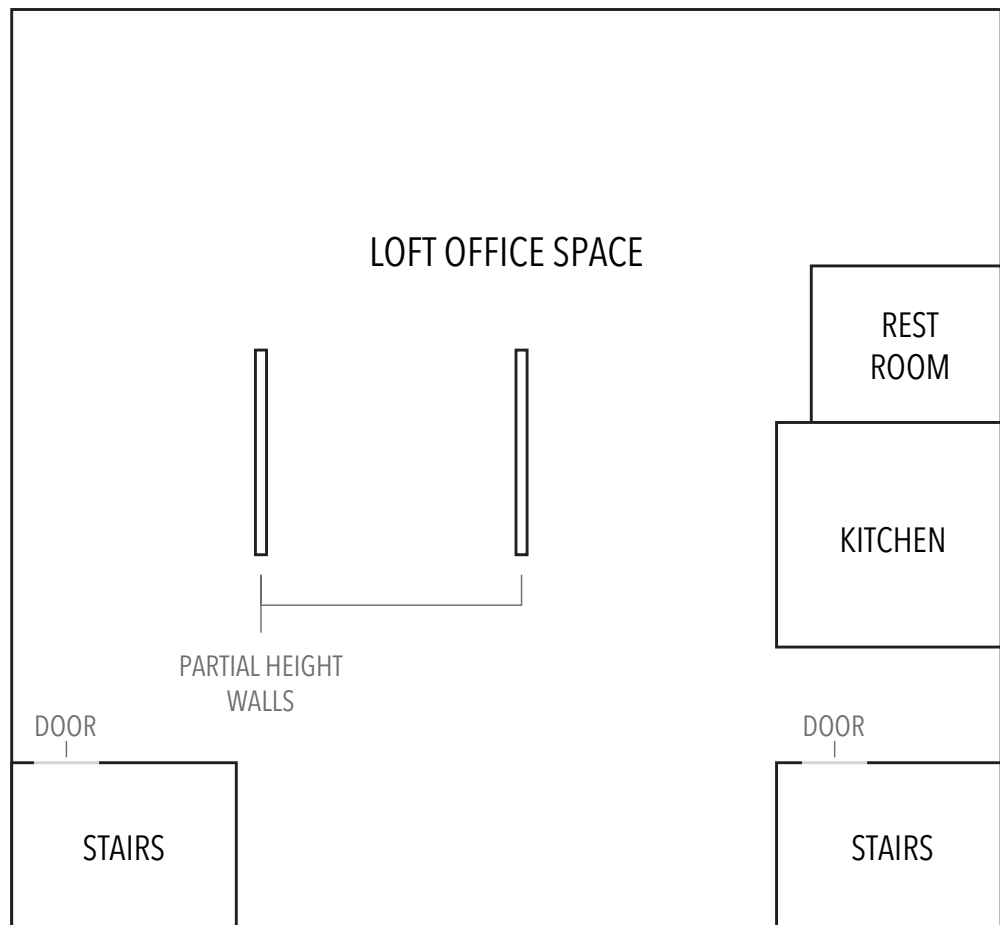 LOFT OFFICE SPACE
REST
ROOM
KITCHEN
PARTIAL HEIGHT
WALLS
DOOR
DOOR
STAIRS
STAIRS